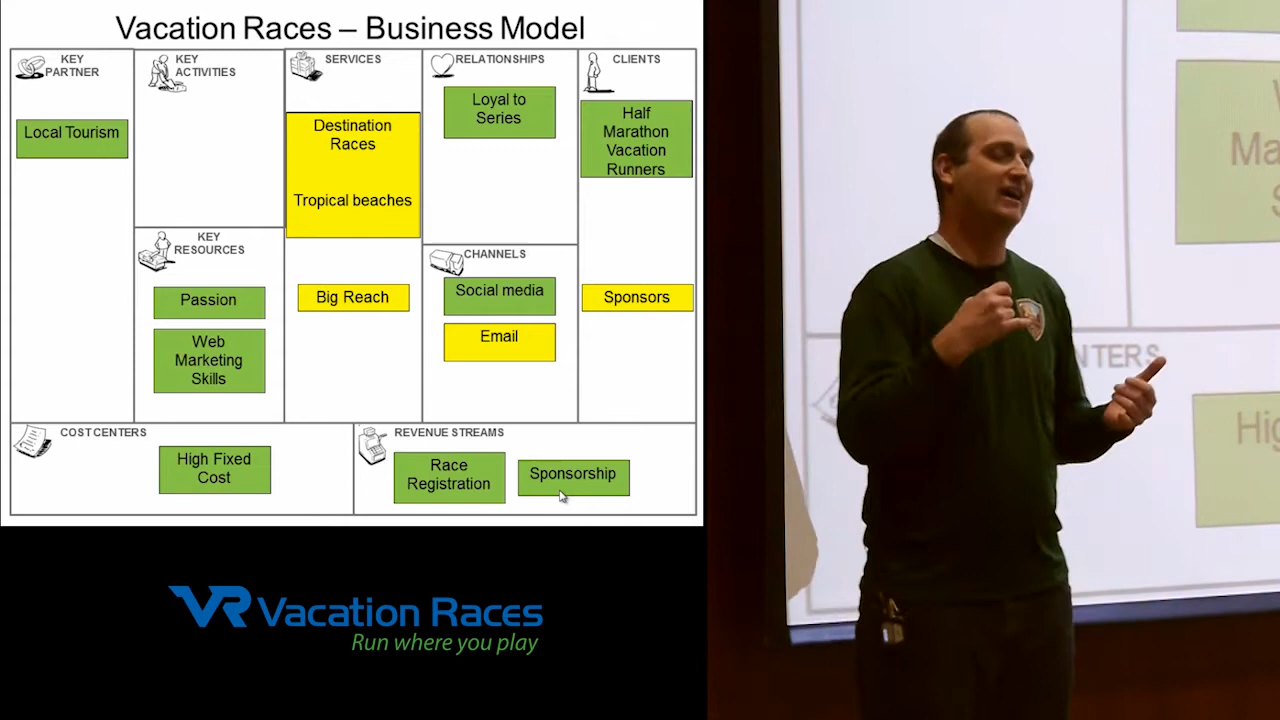 Vacation Races – Business Model
KEY
PARTNER
Local Tourism
KEY
ACTIVITIES
KEY
RESOURCES
Passion
Web
Marketing
Skills
SERVICES
Destination
Races
Tropical beaches
Big Reach
RELATIONSHIPS
Loyal to
Series
CHANNELS
Social media
Email
CLIENTS
Half
Marathon
Vacation
Runners
Sponsors
COST CENTERS
High Fixed
Cost
REVENUE STREAMS
Race
Registration
Sponsorship
VR Vacation Races
Run where you play